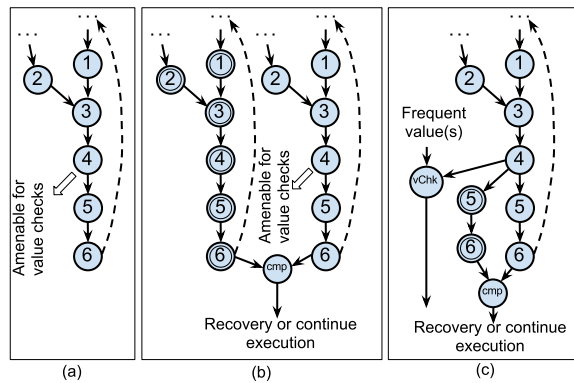 ...
...
1
2
3
4
5
6
Amenable for
value checks
(a)
...
...
...
...
1
2
3
4
5
6
1
2
3
4
5
6
Amenable for
value checks
cmp
Recovery or continue
execution
(b)
...
...
1
2
3
Frequent
value(s)
4
vChk
5
5
6
6
cmp
Recovery or continue
execution
(c)